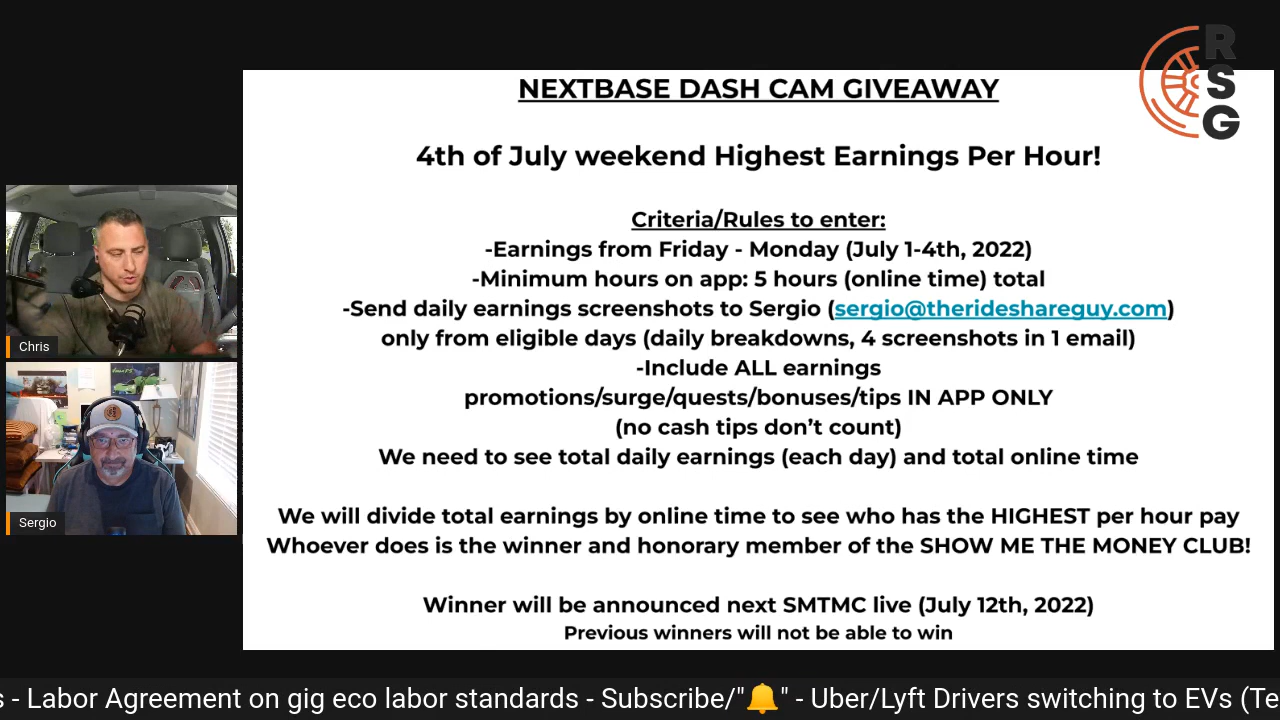 RSG
NEXTBASE DASH CAM GIVEAWAY
4th of July weekend Highest Earnings Per Hour!
Criteria/Rules to enter:
-Earnings from Friday - Monday (July 1-4th, 2022)
-Minimum hours on app: 5 hours (online time) total
-Send daily earnings screenshots to Sergio (sergio@therideshareguy.com)
only from eligible days (daily breakdowns, 4 screenshots in 1 email)
-Include ALL earnings
promotions/surge/quests/bonuses/tips IN APP ONLY
(no cash tips don’t count)
We need to see total daily earnings (each day) and total online time
We will divide total earnings by online time to see who has the HIGHEST per hour pay
Whoever does is the winner and honorary member of the SHOW ME THE MONEY CLUB!
Winner will be announced next SMTMC live (July 12th, 2022)
Previous winners will not be able to win
Chris
Sergio
s - Labor Agreement on gig eco labor standards - Subscribe/"🔔" - Uber/Lyft Drivers switching to EVs (Te